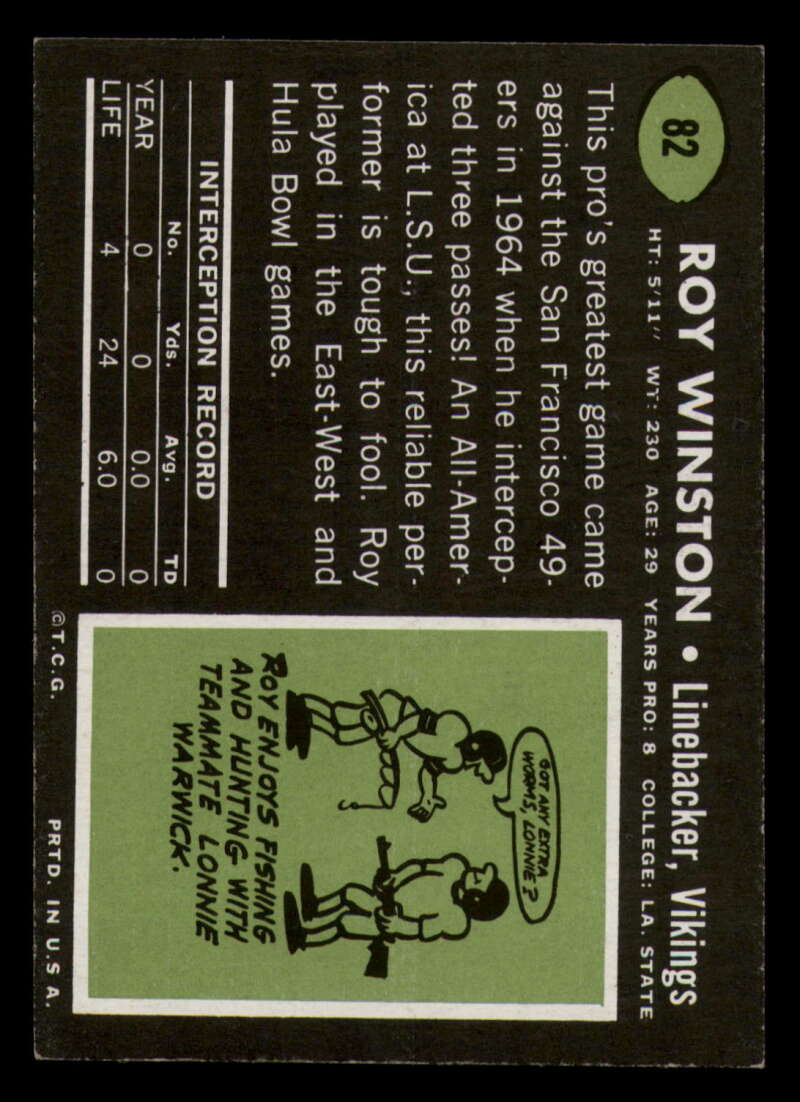 82
ROY WINSTON • Linebacker, Vikings
HT: 5'11" WT: 230 AGE: 29 YEARS PRO: 8 COLLEGE: LA. STATE
This pro's greatest game came
against the San Francisco 49-
ers in 1964 when he intercep-
ted three passes! An All-Amer-
ica at L.S.U., this reliable per-
former is tough to fool. Roy
played in the East-West and
Hula Bowl games.
INTERCEPTION RECORD
No. Yds. Avg. TD
YEAR 0 0 0.0 0
LIFE 4 24 6.0 0
GOT ANY EXTRA
WORMS, LONNIE?
ROY ENJOYS FISHING
AND HUNTING WITH
TEAMMATE LONNIE
WARWICK.
©T.C.G. PRTD. IN U.S.A.